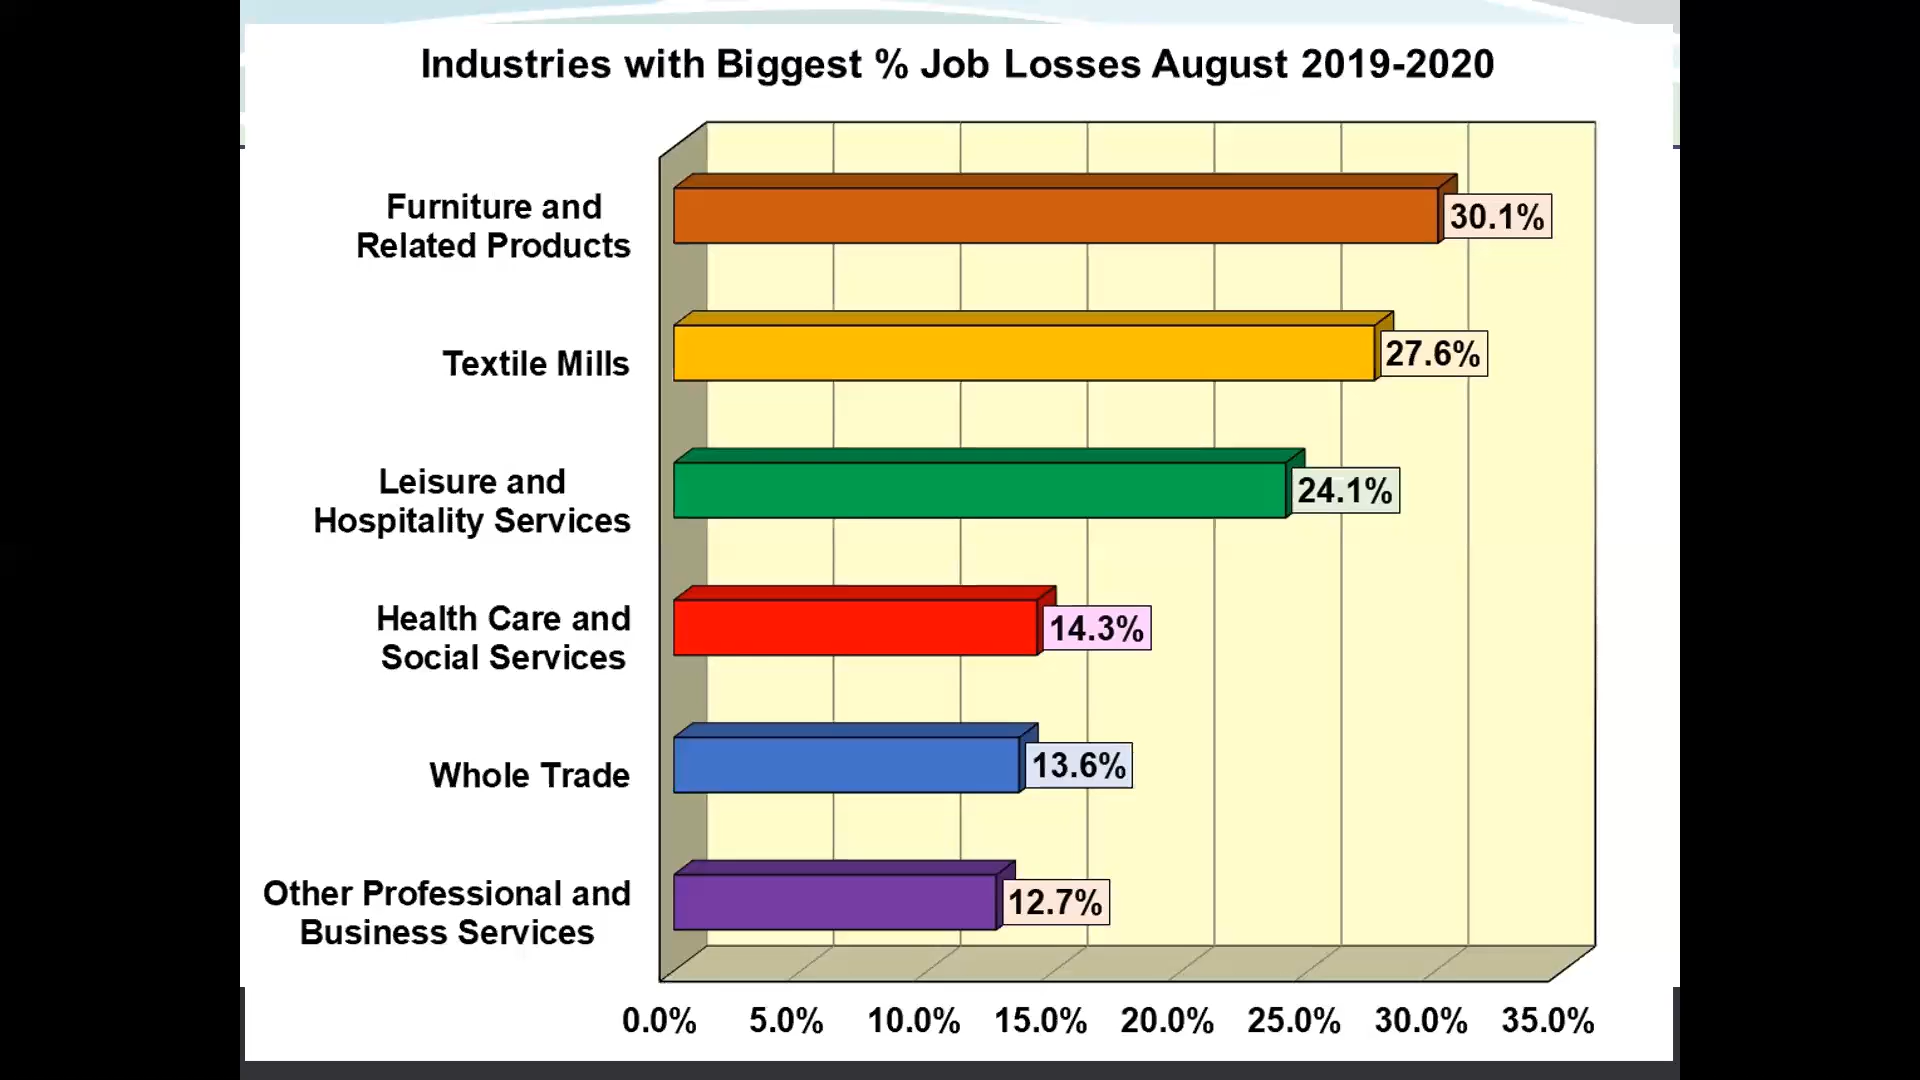 Industries with Biggest % Job Losses August 2019-2020
Furniture and
Related Products
30.1%
Textile Mills
27.6%
Leisure and
Hospitality Services
24.1%
Health Care and
Social Services
14.3%
Whole Trade
13.6%
Other Professional and
Business Services
12.7%
0.0% 5.0% 10.0% 15.0% 20.0% 25.0% 30.0% 35.0%